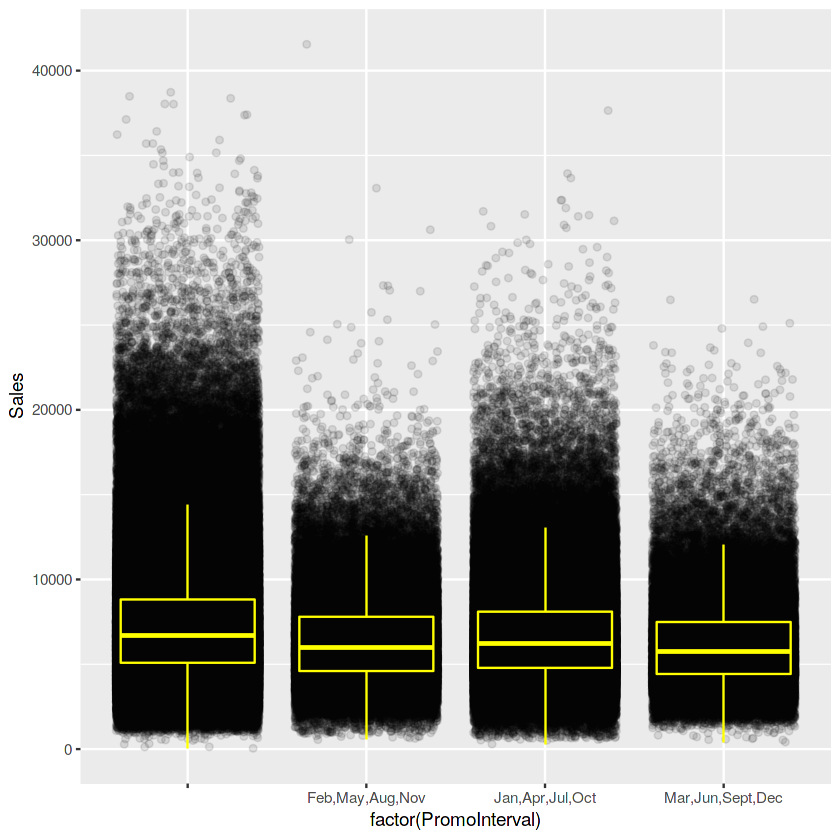 40000
30000
Sales
20000
10000
0
Feb,May,Aug,Nov Jan,Apr,Jul,Oct Mar,Jun,Sept,Dec
factor(PromoInterval)